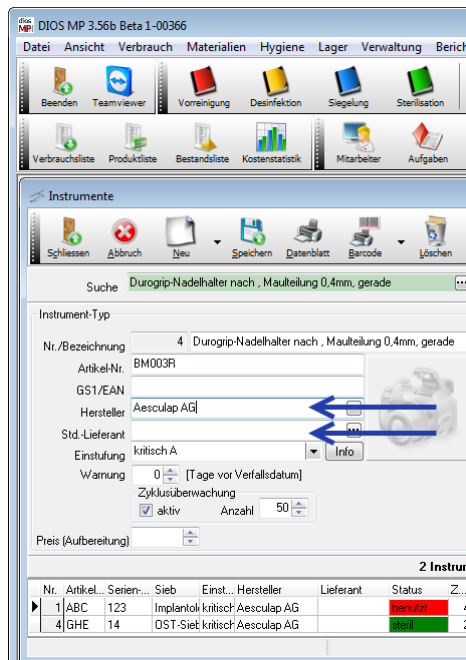 DIOS MP 3.56b Beta 1-00366
Datei Ansicht Verbrauch Materialien Hygiene Lager Verwaltung Berich
Beenden Teamviewer Vorreinigung Desinfektion Siegelung Sterilisation
Verbrauchsliste Produktliste Bestandsliste Kostenstatistik Mitarbeiter Aufgaben
Instrumente
Schliessen Abbruch Neu Speichern Datenblatt Barcode Löschen
Suche Durogrip-Nadelhalter nach , Maulteilung 0,4mm, gerade
Instrument-Typ
Nr./Bezeichnung 4 Durogrip-Nadelhalter nach , Maulteilung 0,4mm, gerade
Artikel-Nr. BM003R
GS1/EAN
Hersteller Aesculap AG
Std.-Lieferant
Einstufung kritisch A Info
Warnung 0 [Tage vor Verfallsdatum]
Zyklusüberwachung
aktiv Anzahl 50
Preis (Aufbereitung)
2 Instrum
Nr. Artikel... Serien-... Sieb Einst... Hersteller Lieferant Status Z...
1 ABC 123 Implantol kritisch Aesculap AG benutzt 4
4 GHE 14 OST-Sieb kritisch Aesculap AG steril 2